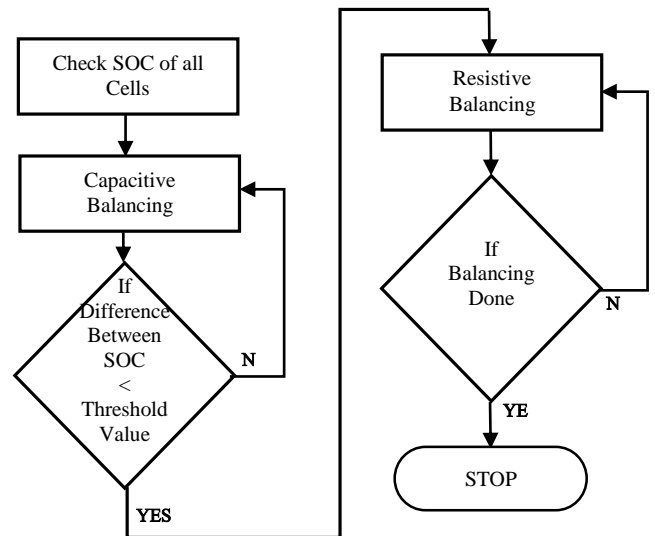 Check SOC of all
Cells
Capacitive
Balancing
If
Difference
Between
SOC
<
Threshold
Value
N
YES
Resistive
Balancing
If
Balancing
Done
N
YE
STOP